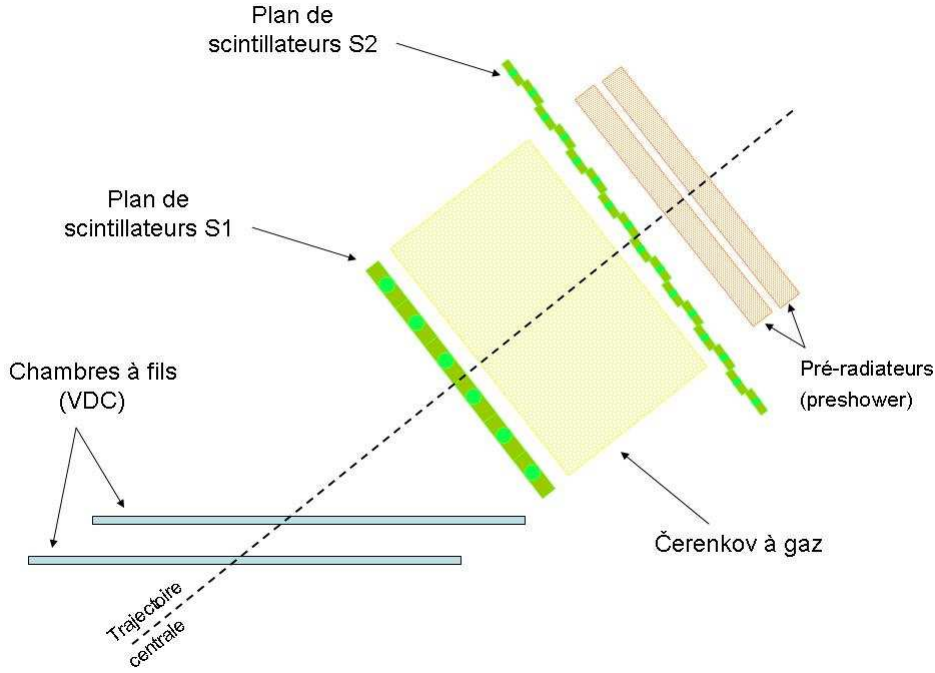 Plan de
scintillateurs S2
Plan de
scintillateurs S1
Chambres à fils
(VDC)
Pré-radiateurs
(preshower)
Čerenkov à gaz
Trajectoire
centrale